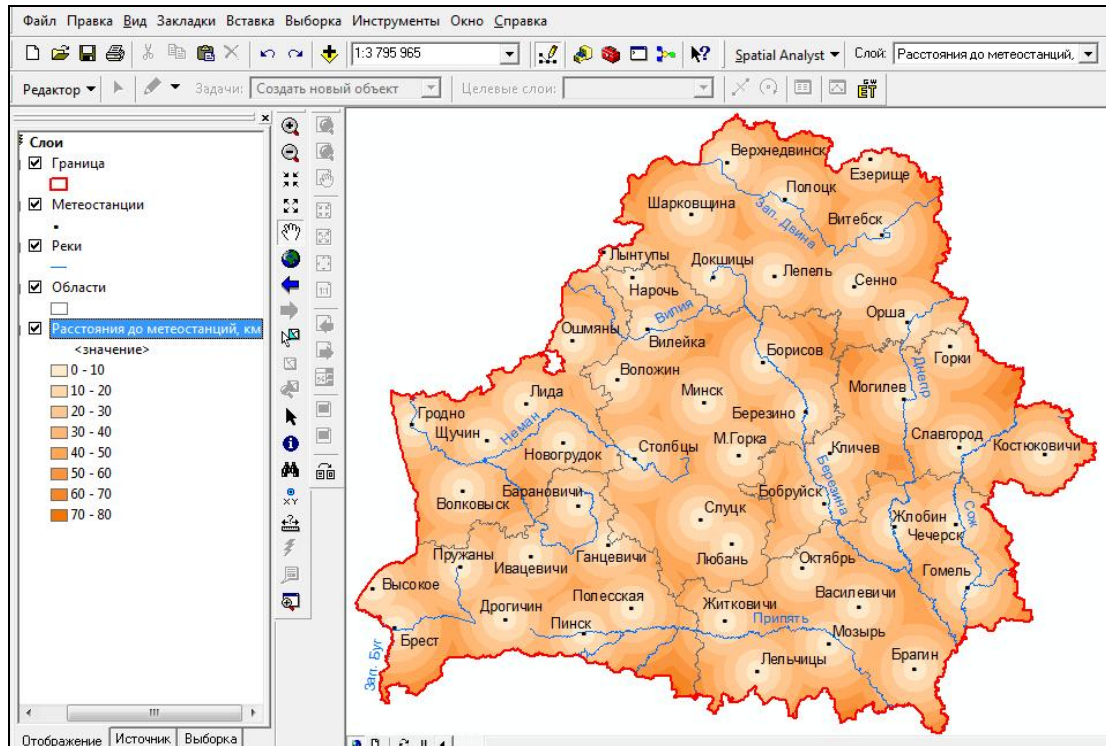 Файл Правка Вид Закладки Вставка Выборка Инструменты Окно Справка
1:3 795 965
Spatial Analyst
Слой:
Расстояния до метеостанций,
Редактор
Задачи:
Создать новый объект
Целевые слои:
Слои
Граница
Метеостанции
Реки
Области
Расстояния до метеостанций, км
<значение>
0 - 10
10 - 20
20 - 30
30 - 40
40 - 50
50 - 60
60 - 70
70 - 80
Отображение
Источник
Выборка
1:1
XY
Верхнедвинск
Езерище
Полоцк
Шарковщина
Зап. Двина
Витебск
Лынтупы
Докшицы
Лепель
Сенно
Нарочь
Вилия
Орша
Ошмяны
Вилейка
Борисов
Днепр
Горки
Воложин
Лида
Минск
Могилев
Гродно
Березино
Щучин
Неман
Столбцы
М.Горка
Кличев
Славгород
Костюковичи
Новогрудок
Барановичи
Волковыск
Слуцк
Бобруйск
Березина
Жлобин
Чечерск
Сож
Пружаны
Ивацевичи
Ганцевичи
Любань
Октябрь
Гомель
Высокое
Дрогичин
Полесская
Житковичи
Василевичи
Брест
Пинск
Припять
Мозырь
Зап. Буг
Лельчицы
Брагин